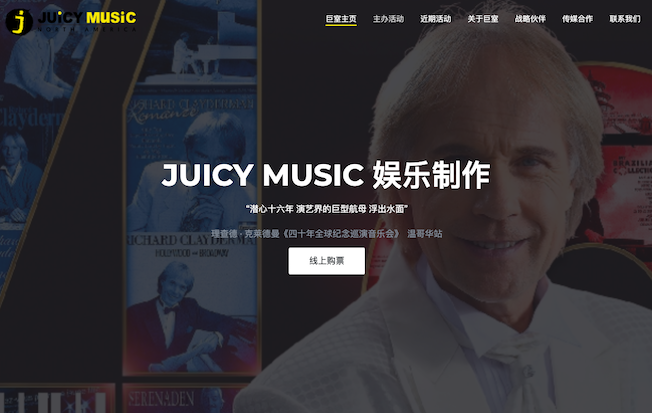 JUICY MUSIC
NORTH AMERICA
巨室主页 主办活动 近期活动 关于巨室 战略伙伴 传媒合作 联系我们
RICHARD CLAYDERMAN
Romance
JUICY MUSIC 娱乐制作
“潜心十六年 演艺界的巨型航母 浮出水面”
理查德 · 克莱德曼《四十年全球纪念巡演音乐会》 温哥华站
RICHARD CLAYDERMAN
HOLLYWOOD AND BROADWAY
线上购票
SERENADEN